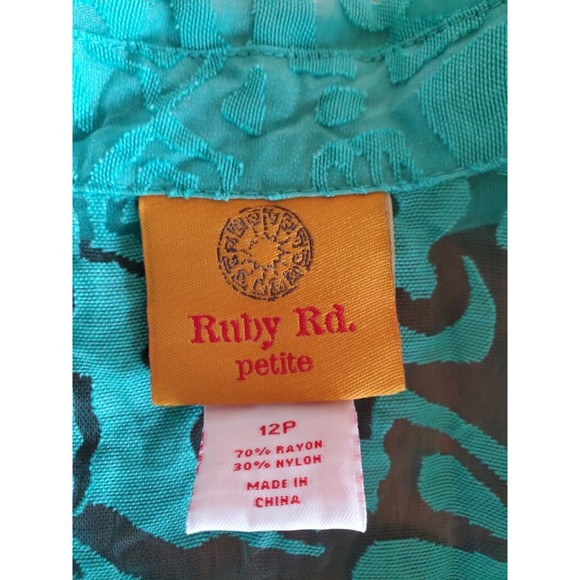 Ruby Rd.
petite
12P
70% RAYON
30% NYLON
MADE IN
CHINA